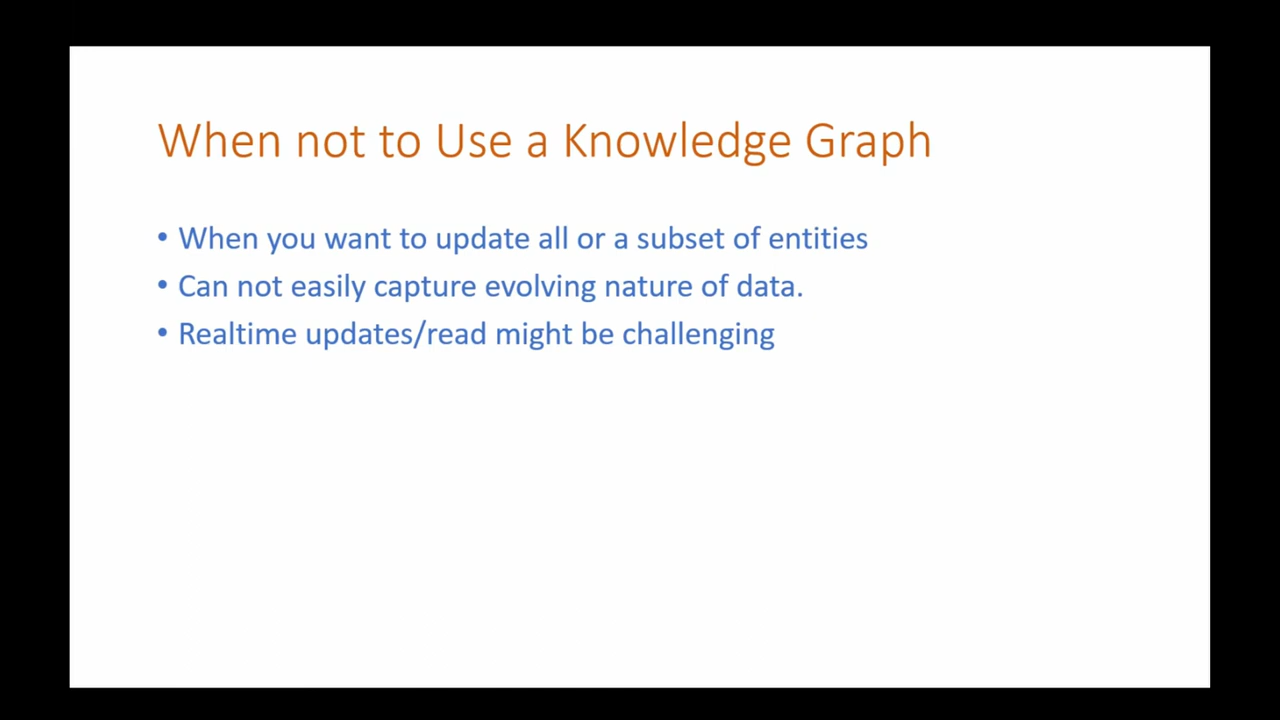 When not to Use a Knowledge Graph
• When you want to update all or a subset of entities
• Can not easily capture evolving nature of data.
• Realtime updates/read might be challenging